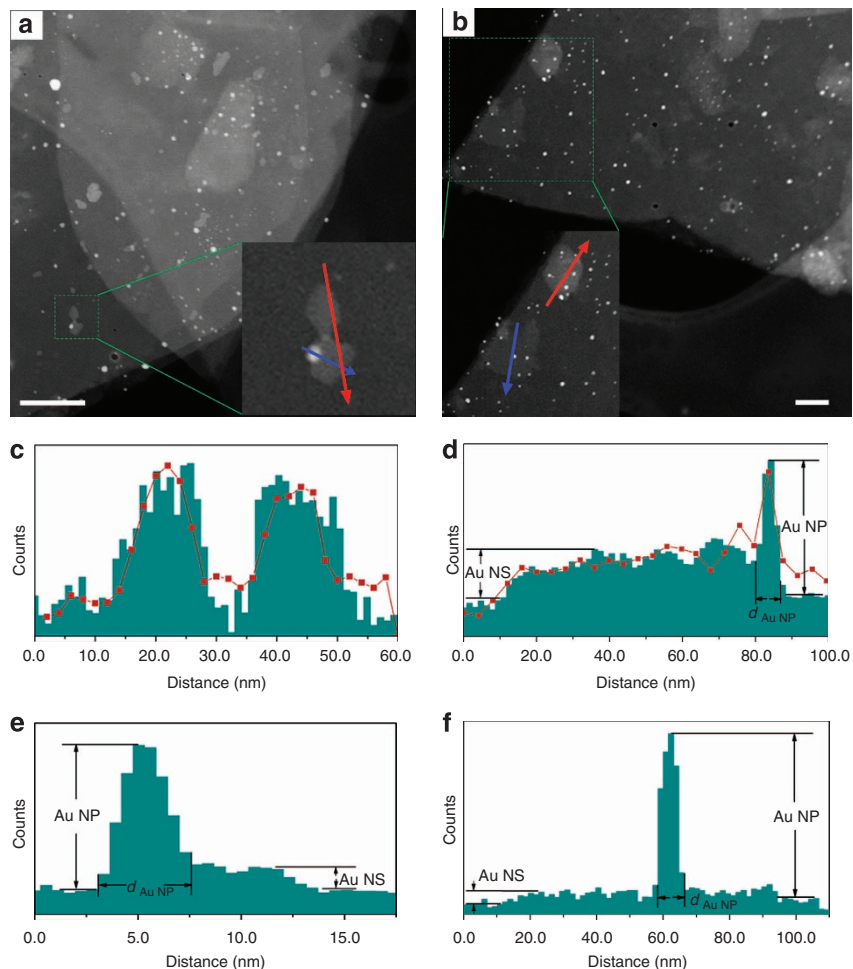 a
b
c
Counts
0.0 10.0 20.0 30.0 40.0 50.0 60.0
Distance (nm)
d
Counts
Au NS
Au NP
d Au NP
0.0 20.0 40.0 60.0 80.0 100.0
Distance (nm)
e
Counts
Au NP
d Au NP
Au NS
0.0 5.0 10.0 15.0
Distance (nm)
f
Counts
Au NS
Au NP
d Au NP
0.0 20.0 40.0 60.0 80.0 100.0
Distance (nm)